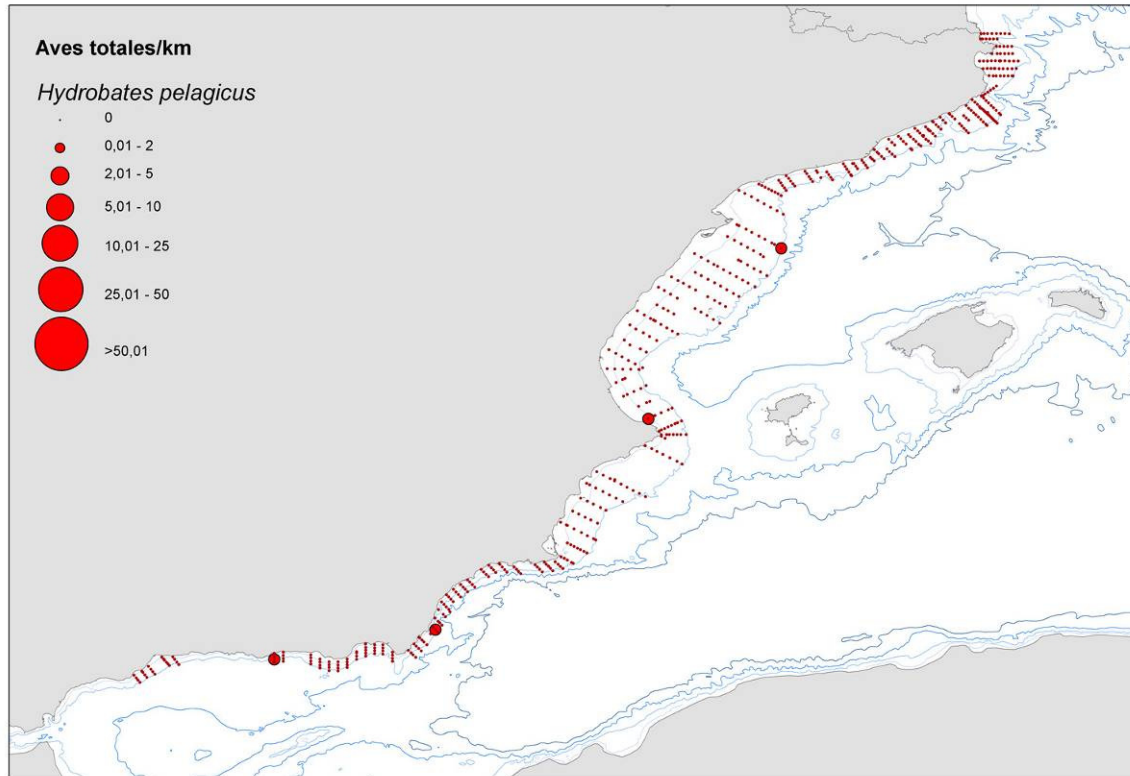 Aves totales/km
Hydrobates pelagicus
0
0,01 - 2
2,01 - 5
5,01 - 10
10,01 - 25
25,01 - 50
>50,01